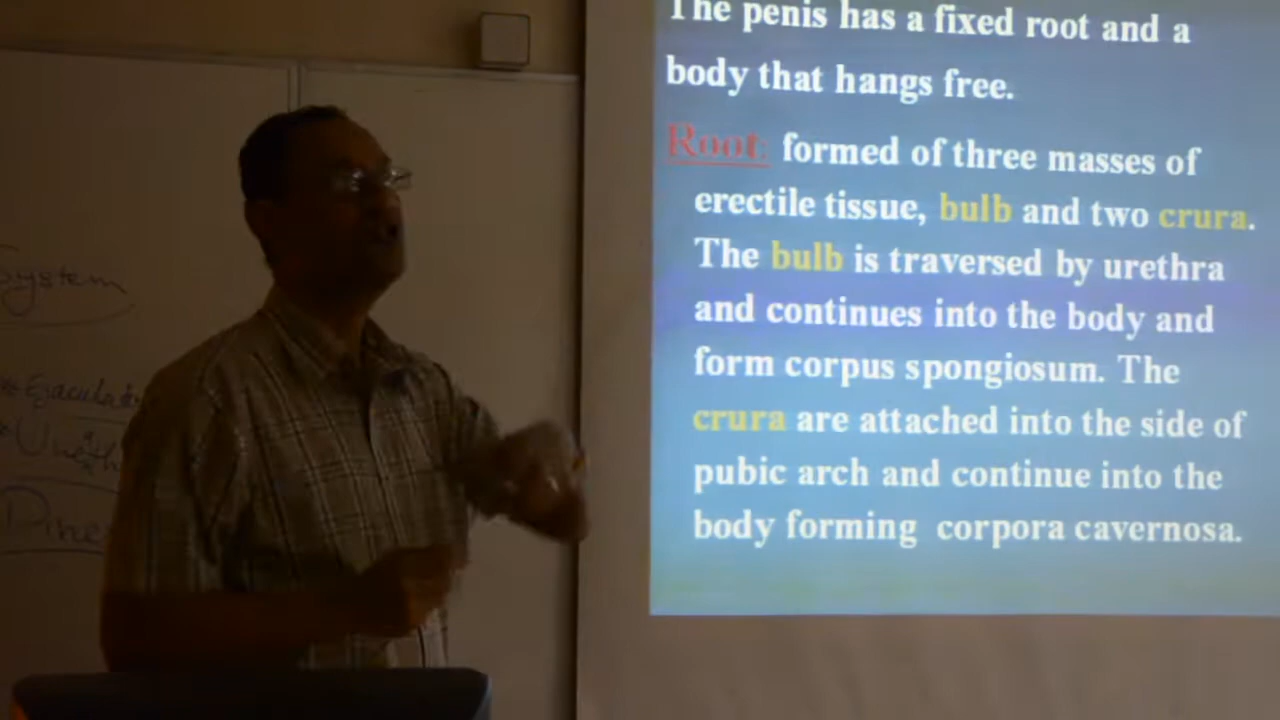 The penis has a fixed root and a
body that hangs free.
Root: formed of three masses of
erectile tissue, bulb and two crura.
The bulb is traversed by urethra
and continues into the body and
form corpus spongiosum. The
crura are attached into the side of
pubic arch and continue into the
body forming corpora cavernosa.
System